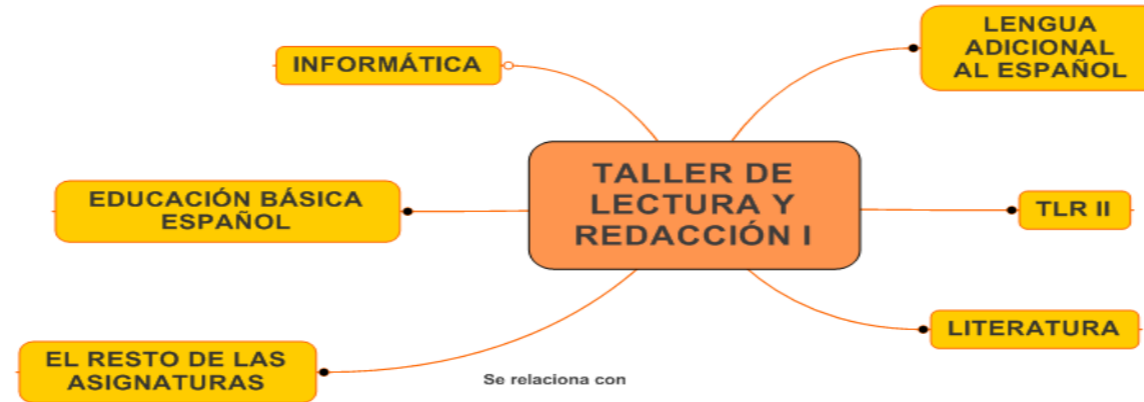 INFORMÁTICA
LENGUA
ADICIONAL
AL ESPAÑOL
TALLER DE
LECTURA Y
REDACCIÓN I
EDUCACIÓN BÁSICA
ESPAÑOL
TLR II
LITERATURA
EL RESTO DE LAS
ASIGNATURAS
Se relaciona con